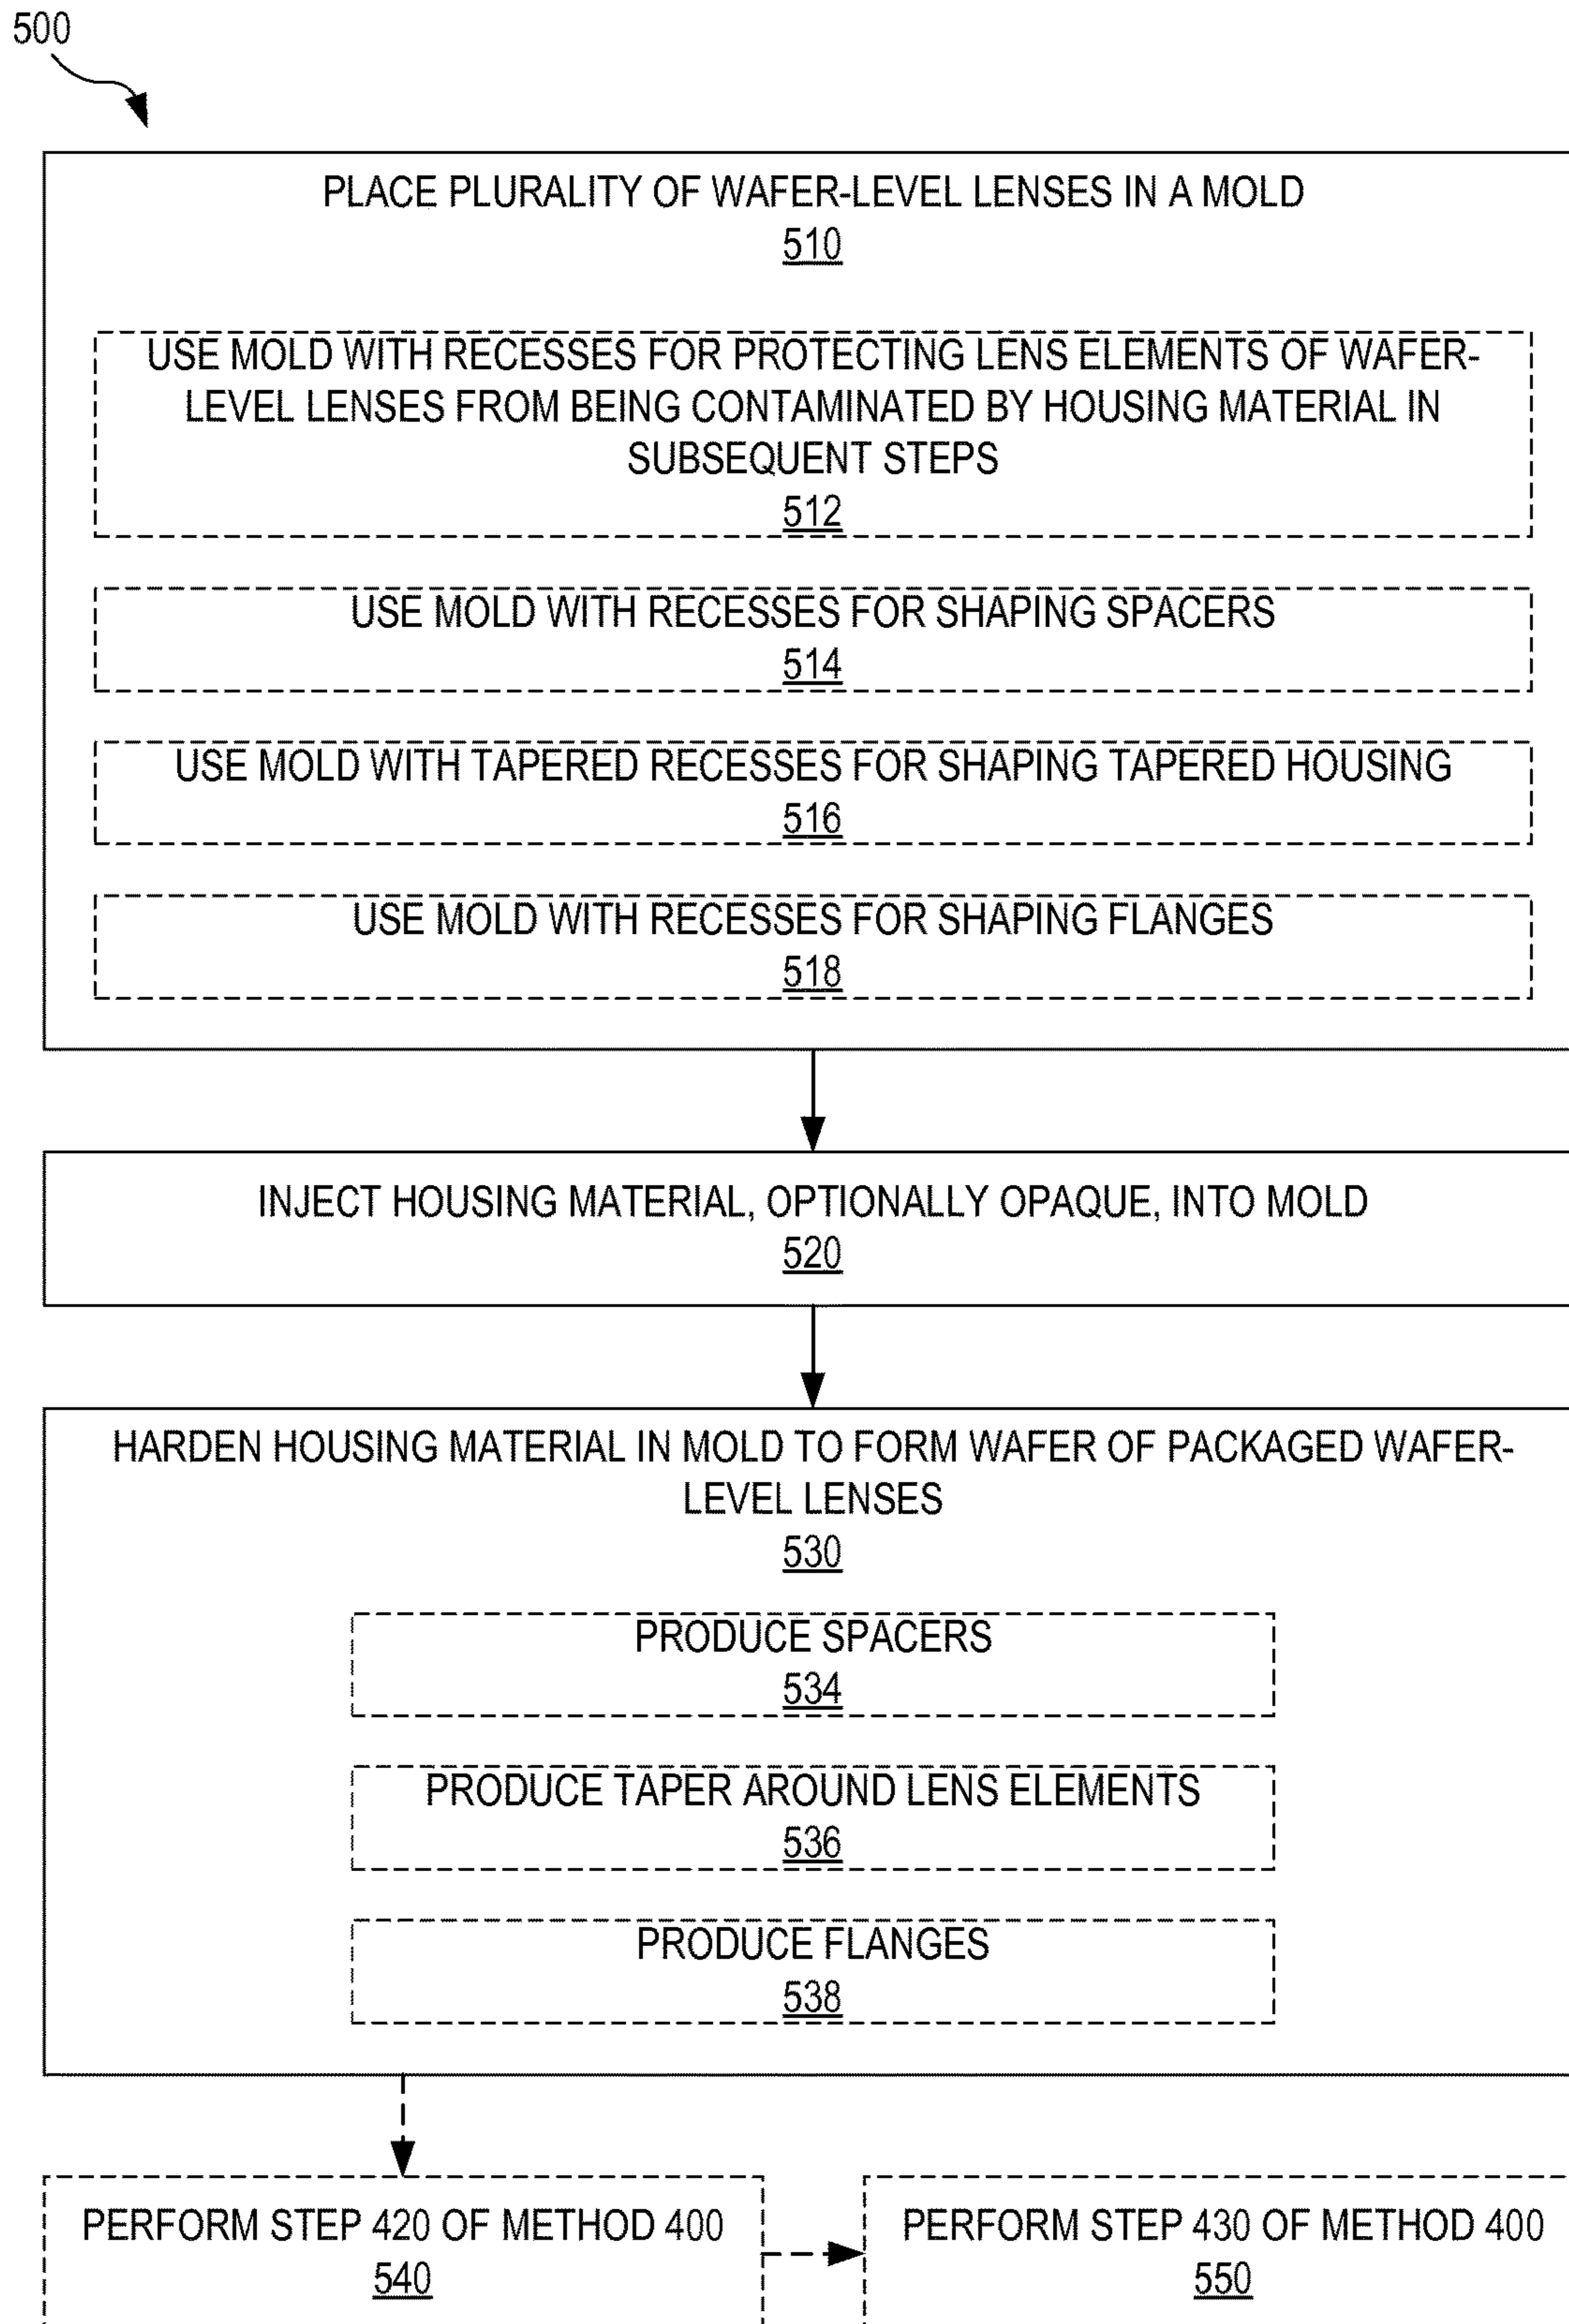 500
PLACE PLURALITY OF WAFER-LEVEL LENSES IN A MOLD
510
USE MOLD WITH RECESSES FOR PROTECTING LENS ELEMENTS OF WAFER-
LEVEL LENSES FROM BEING CONTAMINATED BY HOUSING MATERIAL IN
SUBSEQUENT STEPS
512
USE MOLD WITH RECESSES FOR SHAPING SPACERS
514
USE MOLD WITH TAPERED RECESSES FOR SHAPING TAPERED HOUSING
516
USE MOLD WITH RECESSES FOR SHAPING FLANGES
518
INJECT HOUSING MATERIAL, OPTIONALLY OPAQUE, INTO MOLD
520
HARDEN HOUSING MATERIAL IN MOLD TO FORM WAFER OF PACKAGED WAFER-
LEVEL LENSES
530
PRODUCE SPACERS
534
PRODUCE TAPER AROUND LENS ELEMENTS
536
PRODUCE FLANGES
538
PERFORM STEP 420 OF METHOD 400
540
PERFORM STEP 430 OF METHOD 400
550